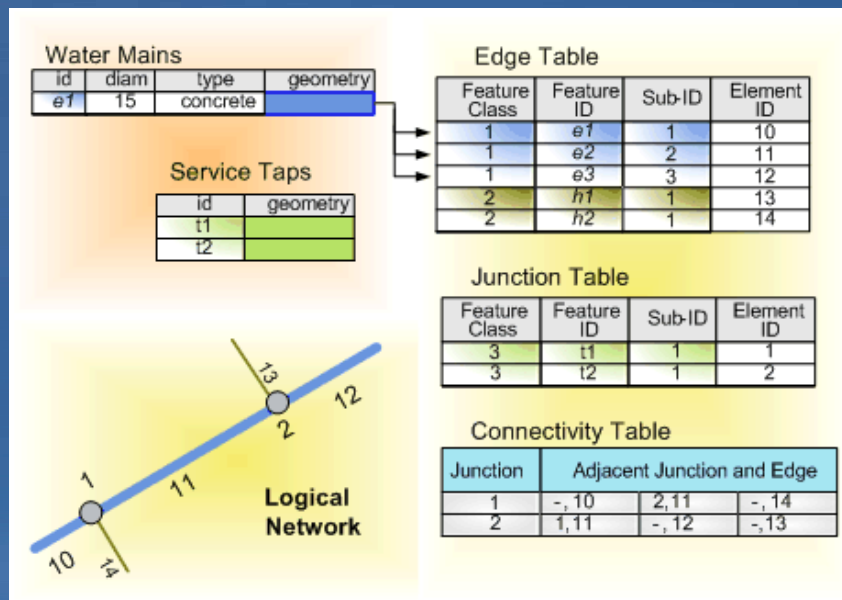 Water Mains
id diam type geometry
e1 15 concrete
Service Taps
id geometry
t1
t2
Edge Table
Feature Class Feature ID Sub-ID Element ID
1 e1 1 10
1 e2 2 11
1 e3 3 12
2 h1 1 13
2 h2 1 14
Junction Table
Feature Class Feature ID Sub-ID Element ID
3 t1 1 1
3 t2 1 2
Connectivity Table
Junction Adjacent Junction and Edge
1 -, 10 2, 11 -, 14
2 1, 11 -, 12 -, 13
13
12
2
1
11
10
14
Logical
Network